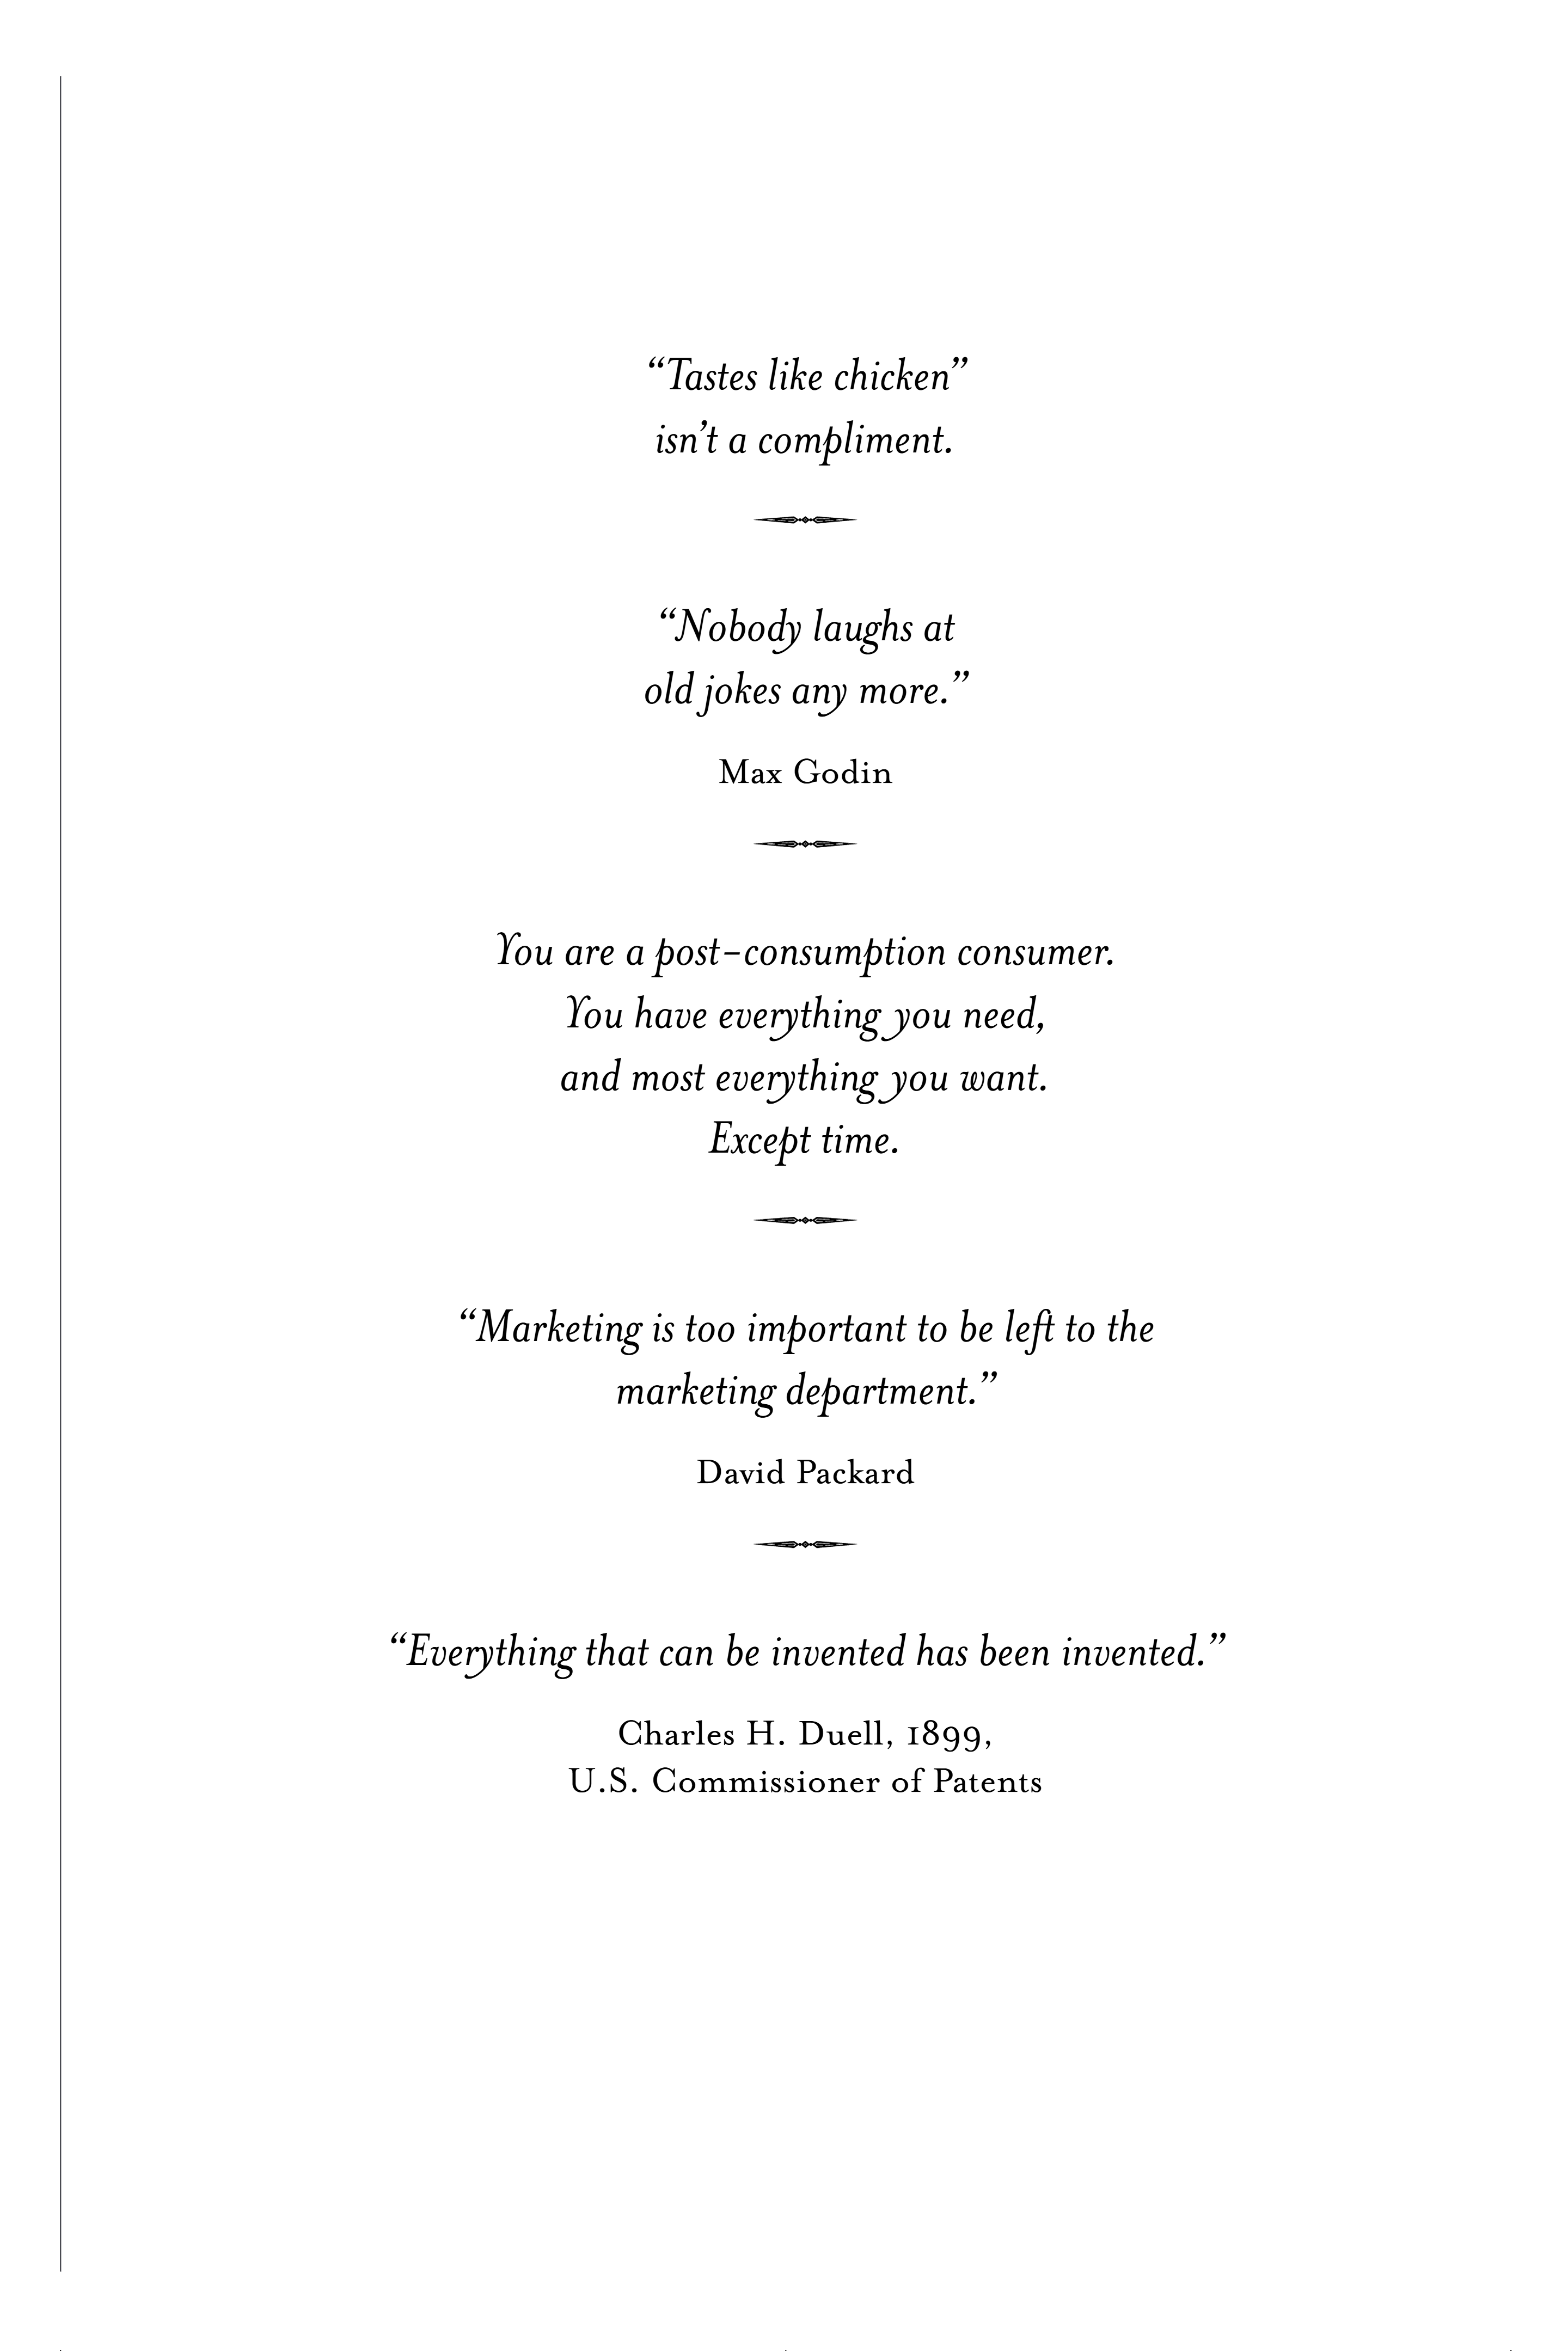 “Tastes like chicken”
isn’t a compliment.
“Nobody laughs at
old jokes any more.”
Max Godin
You are a post-consumption consumer.
You have everything you need,
and most everything you want.
Except time.
“Marketing is too important to be left to the
marketing department.”
David Packard
“Everything that can be invented has been invented.”
Charles H. Duell, 1899,
U.S. Commissioner of Patents